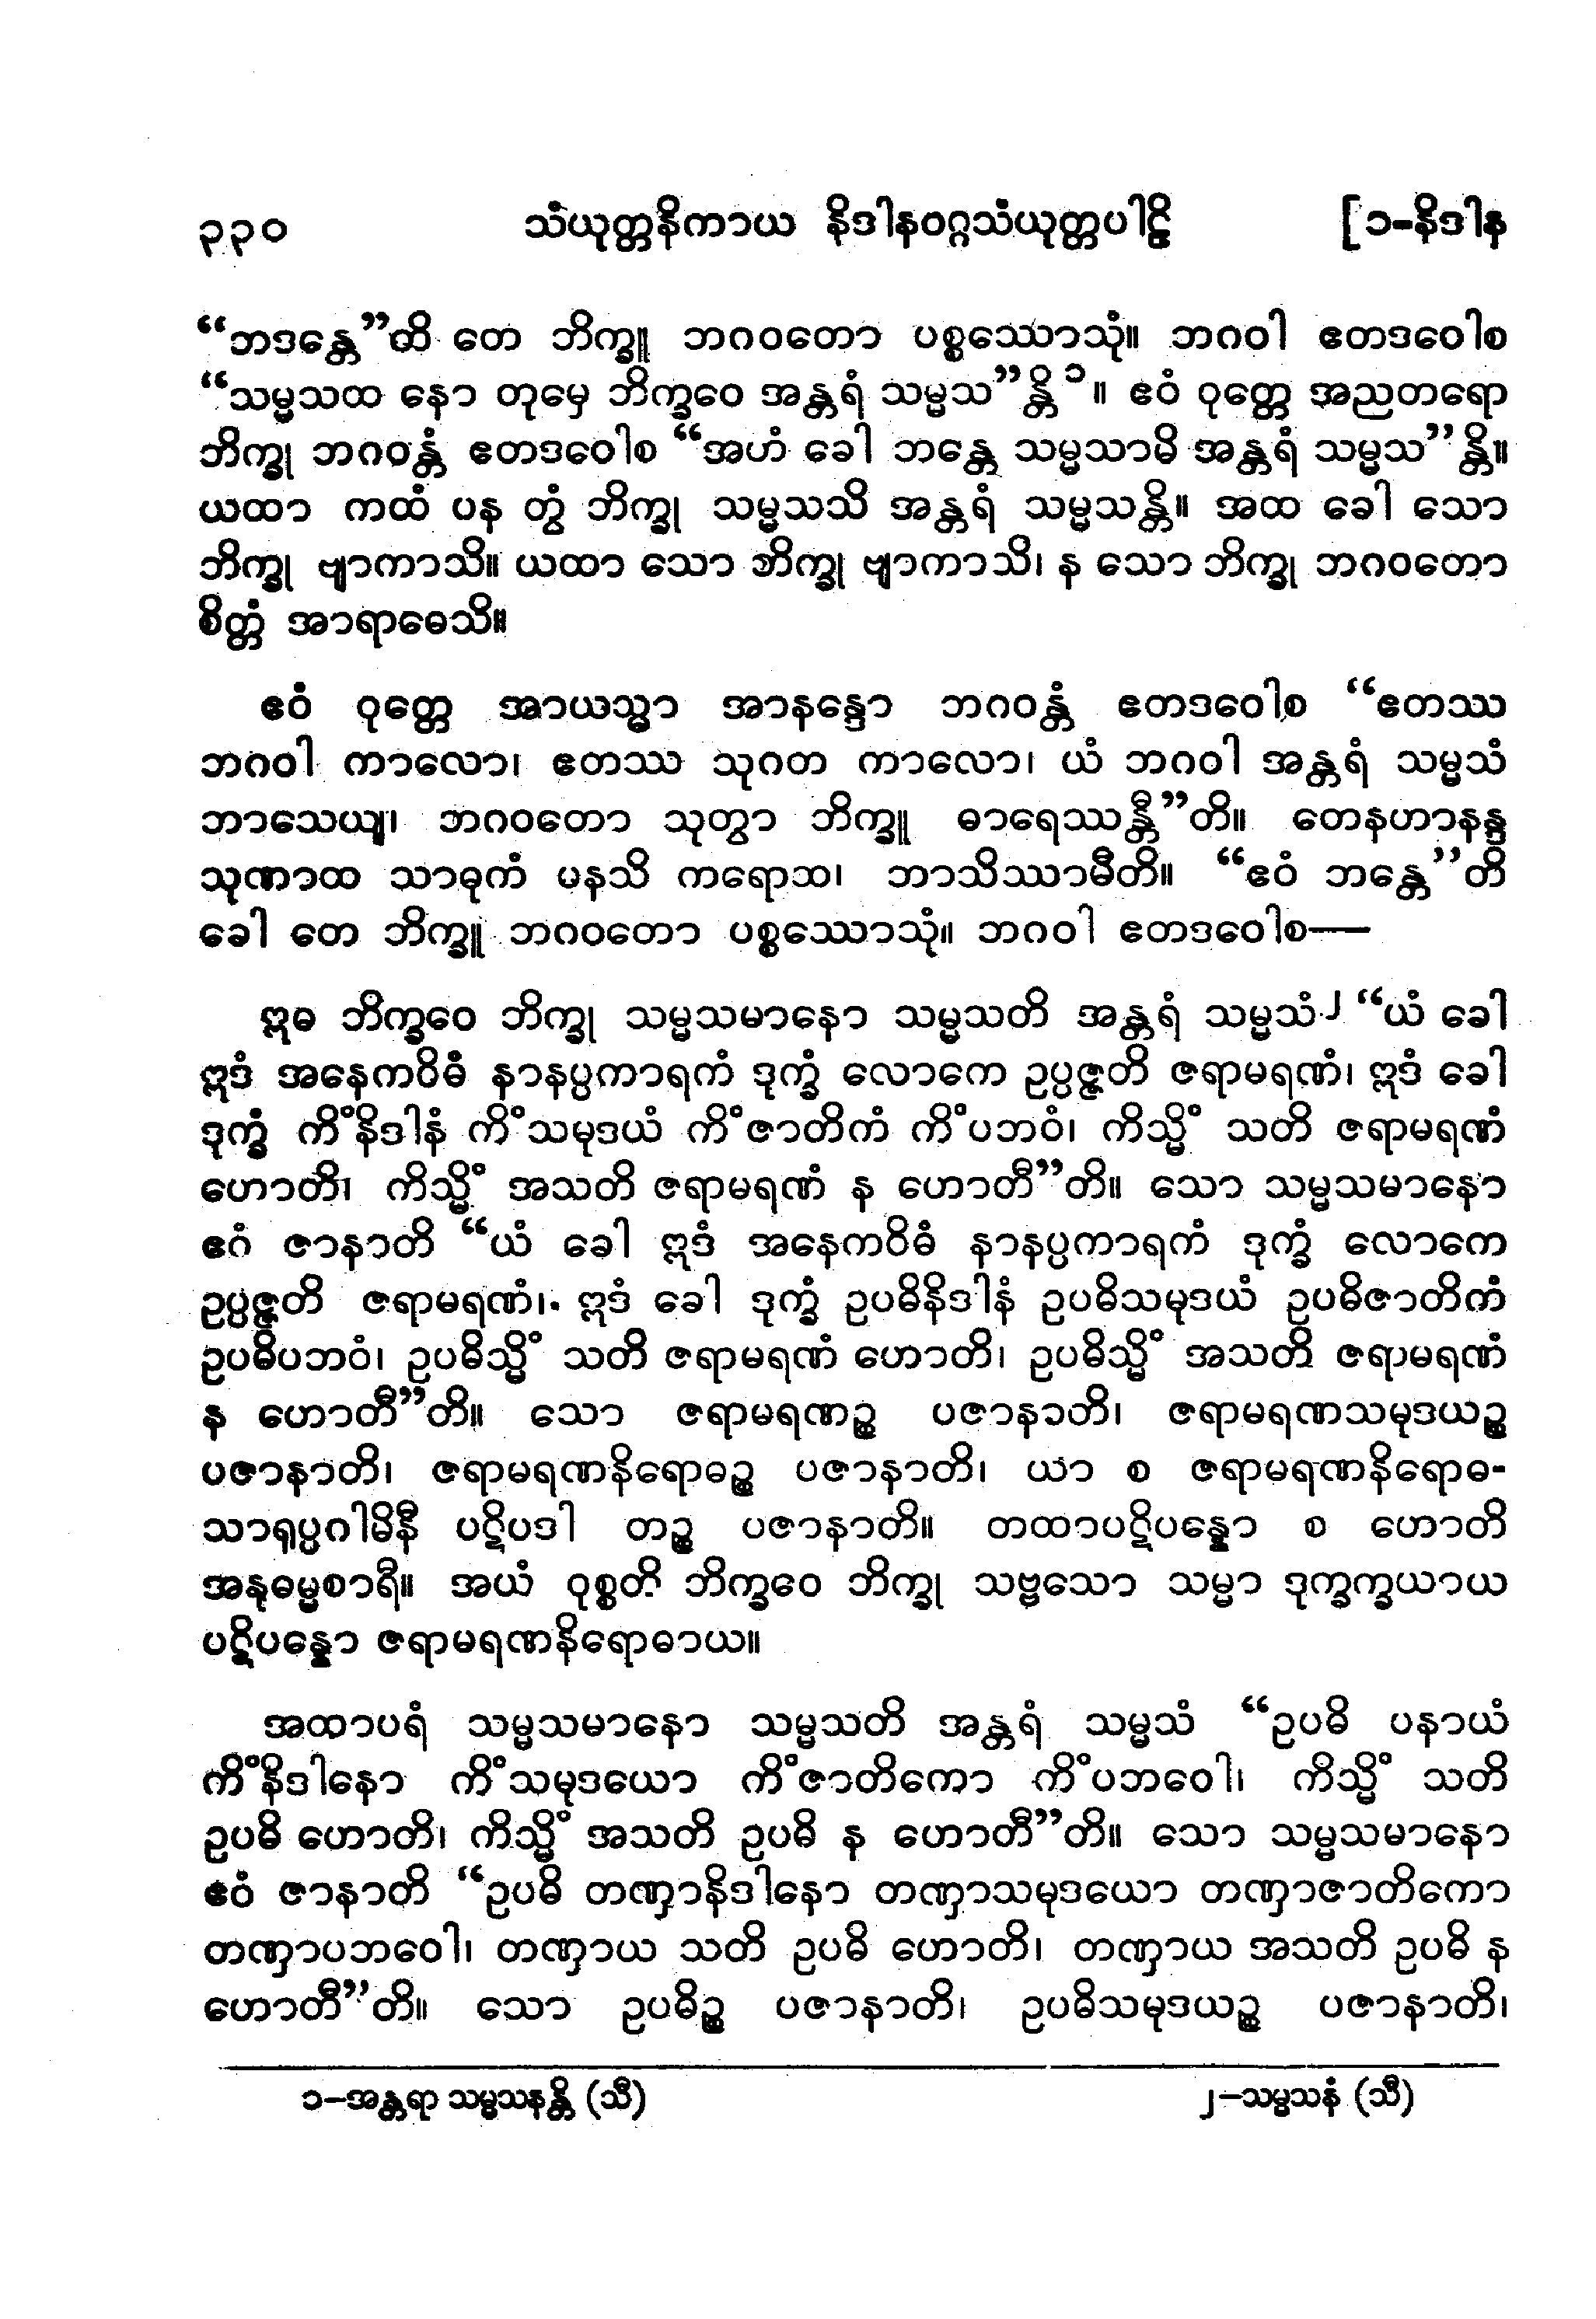 ၃၃၀ သံယုတ္တနိကာယ နိဒါနဝဂ္ဂသံယုတ္တပါဠိ [၁-နိဒါန
“ဘဒန္တေ”တိ တေ ဘိက္ခူ ဘဂဝတော ပစ္စဿောသုံ။ ဘဂဝါ ဧတဒဝေါစ
“သမ္မသထ နော တုမှေ ဘိက္ခဝေ အန္တရံ သမ္မသ”န္တိ၁။ ဧဝံ ဝုတ္တေ အညတရော
ဘိက္ခု ဘဂဝန္တံ ဧတဒဝေါစ “အဟံ ခေါ ဘန္တေ သမ္မသာမိ အန္တရံ သမ္မသ”န္တိ။
ယထာ ကထံ ပန တွံ ဘိက္ခု သမ္မသသိ အန္တရံ သမ္မသန္တိ။ အထ ခေါ သော
ဘိက္ခု ဗျာကာသိ။ ယထာ သော ဘိက္ခု ဗျာကာသိ၊ န သော ဘိက္ခု ဘဂဝတော
စိတ္တံ အာရာဓေသိ။
ဧဝံ ဝုတ္တေ အာယသ္မာ အာနန္ဒော ဘဂဝန္တံ ဧတဒဝေါစ “ဧတဿ
ဘဂဝါ ကာလော၊ ဧတဿ သုဂတ ကာလော၊ ယံ ဘဂဝါ အန္တရံ သမ္မသံ
ဘာသေယျ၊ ဘဂဝတော သုတွာ ဘိက္ခူ ဓာရေဿန္တီ”တိ။ တေနဟာနန္ဒ
သုဏာထ သာဓုကံ မနသိ ကရောထ၊ ဘာသိဿာမီတိ။ “ဧဝံ ဘန္တေ”တိ
ခေါ တေ ဘိက္ခူ ဘဂဝတော ပစ္စဿောသုံ။ ဘဂဝါ ဧတဒဝေါစ—
ဣဓ ဘိက္ခဝေ ဘိက္ခု သမ္မသမာနော သမ္မသတိ အန္တရံ သမ္မသံ၂ “ယံ ခေါ
ဣဒံ အနေကဝိဓံ နာနပ္ပကာရကံ ဒုက္ခံ လောကေ ဥပ္ပဇ္ဇတိ ဇရာမရဏံ၊ ဣဒံ ခေါ
ဒုက္ခံ ကိံနိဒါနံ ကိံသမုဒယံ ကိံဇာတိကံ ကိံပဘဝံ၊ ကိသ္မိံ သတိ ဇရာမရဏံ
ဟောတိ၊ ကိသ္မိံ အသတိ ဇရာမရဏံ န ဟောတီ”တိ။ သော သမ္မသမာနော
ဧဂံ ဇာနာတိ “ယံ ခေါ ဣဒံ အနေကဝိဓံ နာနပ္ပကာရကံ ဒုက္ခံ လောကေ
ဥပ္ပဇ္ဇတိ ဇရာမရဏံ၊ ဣဒံ ခေါ ဒုက္ခံ ဥပဓိနိဒါနံ ဥပဓိသမုဒယံ ဥပဓိဇာတိကံ
ဥပဓိပဘဝံ၊ ဥပဓိသ္မိံ သတိ ဇရာမရဏံ ဟောတိ၊ ဥပဓိသ္မိံ အသတိ ဇရာမရဏံ
န ဟောတီ”တိ။ သော ဇရာမရဏဉ္စ ပဇာနာတိ၊ ဇရာမရဏသမုဒယဉ္စ
ပဇာနာတိ၊ ဇရာမရဏနိရောဓဉ္စ ပဇာနာတိ၊ ယာ စ ဇရာမရဏနိရောဓ-
သာရုပ္ပဂါမိနီ ပဋိပဒါ တဉ္စ ပဇာနာတိ။ တထာပဋိပန္နော စ ဟောတိ
အနုဓမ္မစာရီ။ အယံ ဝုစ္စတိ ဘိက္ခဝေ ဘိက္ခု သဗ္ဗသော သမ္မာ ဒုက္ခက္ခယာယ
ပဋိပန္နော ဇရာမရဏနိရောဓာယ။
အထာပရံ သမ္မသမာနော သမ္မသတိ အန္တရံ သမ္မသံ “ဥပဓိ ပနာယံ
ကိံနိဒါနော ကိံသမုဒယော ကိံဇာတိကော ကိံပဘဝေါ၊ ကိသ္မိံ သတိ
ဥပဓိ ဟောတိ၊ ကိသ္မိံ အသတိ ဥပဓိ န ဟောတီ”တိ။ သော သမ္မသမာနော
ဧဝံ ဇာနာတိ “ဥပဓိ တဏှာနိဒါနော တဏှာသမုဒယော တဏှာဇာတိကော
တဏှာပဘဝေါ၊ တဏှာယ သတိ ဥပဓိ ဟောတိ၊ တဏှာယ အသတိ ဥပဓိ န
ဟောတီ”တိ။ သော ဥပဓိဉ္စ ပဇာနာတိ၊ ဥပဓိသမုဒယဉ္စ ပဇာနာတိ၊
၁-အန္တရာ သမ္မသနန္တိ (သီ) ၂-သမ္မသနံ (သီ)